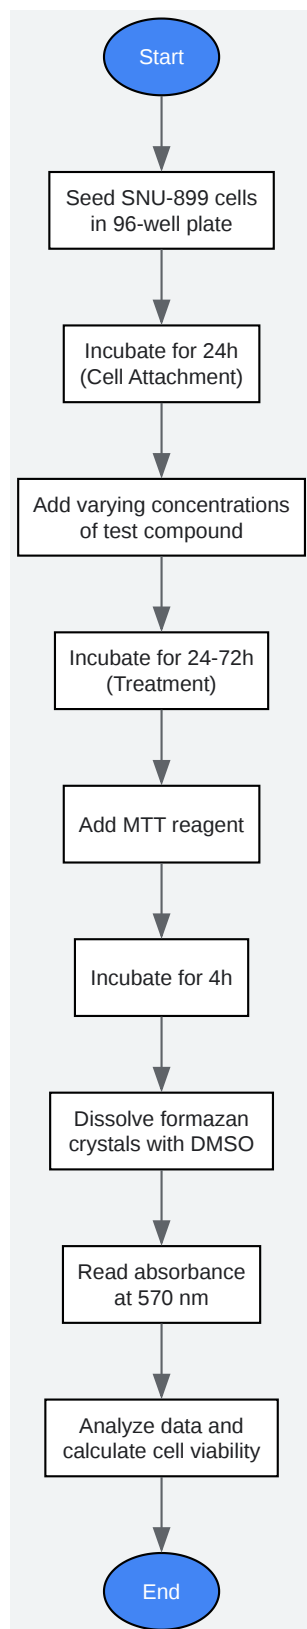 Start
Seed SNU-899 cells
in 96-well plate
Incubate for 24h
(Cell Attachment)
Add varying concentrations
of test compound
Incubate for 24-72h
(Treatment)
Add MTT reagent
Incubate for 4h
Dissolve formazan
crystals with DMSO
Read absorbance
at 570 nm
Analyze data and
calculate cell viability
End